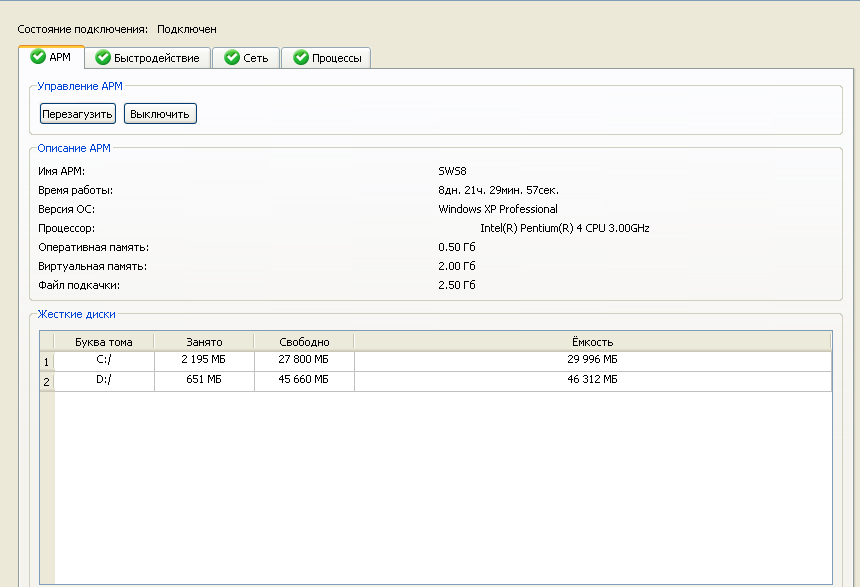 Состояние подключения: Подключен
АРМ Быстродействие Сеть Процессы
Управление АРМ
Перезагузить Выключить
Описание АРМ
Имя АРМ: SWS8
Время работы: 8дн. 21ч. 29мин. 57сек.
Версия ОС: Windows XP Professional
Процессор: Intel(R) Pentium(R) 4 CPU 3.00GHz
Оперативная память: 0.50 Гб
Виртуальная память: 2.00 Гб
Файл подкачки: 2.50 Гб
Жесткие диски
Буква тома Занято Свободно Ёмкость
1 C:/ 2 195 МБ 27 800 МБ 29 996 МБ
2 D:/ 651 МБ 45 660 МБ 46 312 МБ